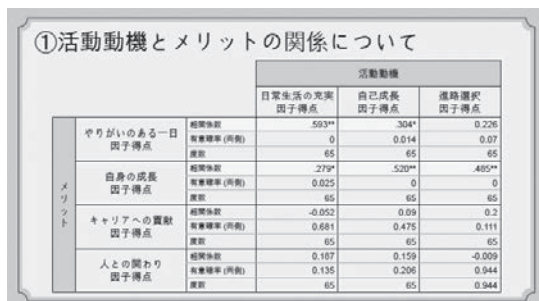 ①活動動機とメリットの関係について
活動動機
日常生活の充実 自己成長 進路選択
因子得点 因子得点 因子得点
メリット
やりがいのある一日
因子得点
相関係数 .593** .304* 0.226
有意確率 (両側) 0 0.014 0.07
度数 65 65 65
自身の成長
因子得点
相関係数 .279* .520** .485**
有意確率 (両側) 0.025 0 0
度数 65 65 65
キャリアへの貢献
因子得点
相関係数 -0.052 0.09 0.2
有意確率 (両側) 0.681 0.475 0.111
度数 65 65 65
人との関わり
因子得点
相関係数 0.187 0.159 -0.009
有意確率 (両側) 0.135 0.206 0.944
度数 65 65 0.944